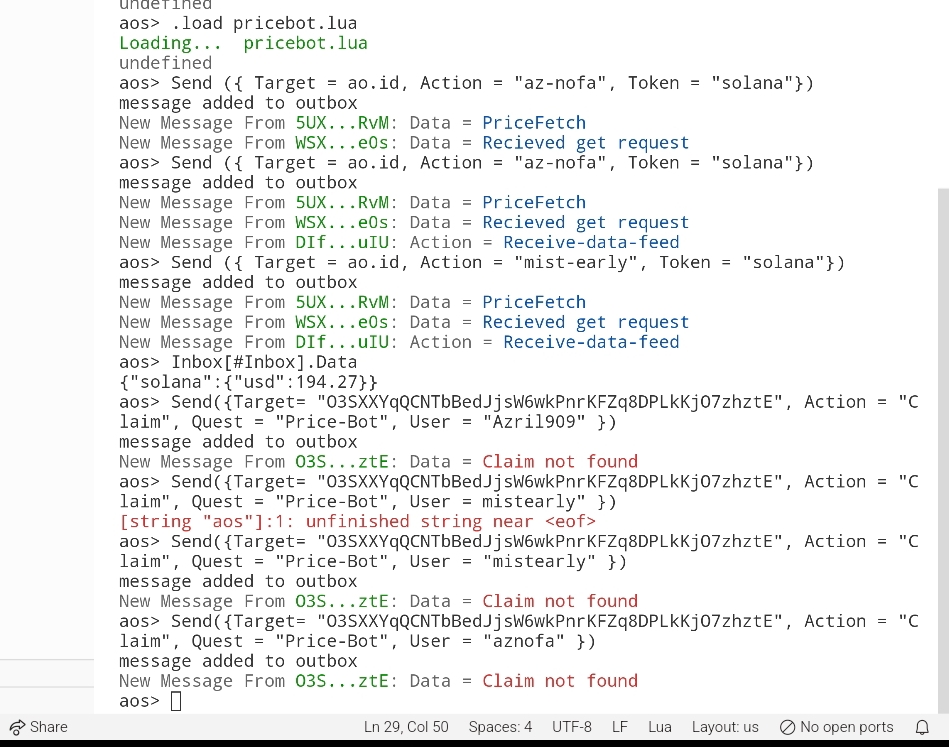 undefined
aos> .load pricebot.lua
Loading...  pricebot.lua
undefined
aos> Send ({ Target = ao.id, Action = "az-nofa", Token = "solana"})
message added to outbox
New Message From 5UX...RvM: Data = PriceFetch
New Message From WSX...e0s: Data = Recieved get request
aos> Send ({ Target = ao.id, Action = "az-nofa", Token = "solana"})
message added to outbox
New Message From 5UX...RvM: Data = PriceFetch
New Message From WSX...e0s: Data = Recieved get request
New Message From DIf...uIU: Action = Receive-data-feed
aos> Send ({ Target = ao.id, Action = "mist-early", Token = "solana"})
message added to outbox
New Message From 5UX...RvM: Data = PriceFetch
New Message From WSX...e0s: Data = Recieved get request
New Message From DIf...uIU: Action = Receive-data-feed
aos> Inbox[#Inbox].Data
{"solana":{"usd":194.27}}
aos> Send({Target= "O3SXXYqQCNTbBedJjsW6wkPnrKFZq8DPLkKjO7zhztE", Action = "C
laim", Quest = "Price-Bot", User = "Azril909" })
message added to outbox
New Message From O3S...ztE: Data = Claim not found
aos> Send({Target= "O3SXXYqQCNTbBedJjsW6wkPnrKFZq8DPLkKjO7zhztE", Action = "C
laim", Quest = "Price-Bot", User = mistearly" })
[string "aos"]:1: unfinished string near <eof>
aos> Send({Target= "O3SXXYqQCNTbBedJjsW6wkPnrKFZq8DPLkKjO7zhztE", Action = "C
laim", Quest = "Price-Bot", User = "mistearly" })
message added to outbox
New Message From O3S...ztE: Data = Claim not found
aos> Send({Target= "O3SXXYqQCNTbBedJjsW6wkPnrKFZq8DPLkKjO7zhztE", Action = "C
laim", Quest = "Price-Bot", User = "aznofa" })
message added to outbox
New Message From O3S...ztE: Data = Claim not found
aos>
Share Ln 29, Col 50 Spaces: 4 UTF-8 LF Lua Layout: us No open ports